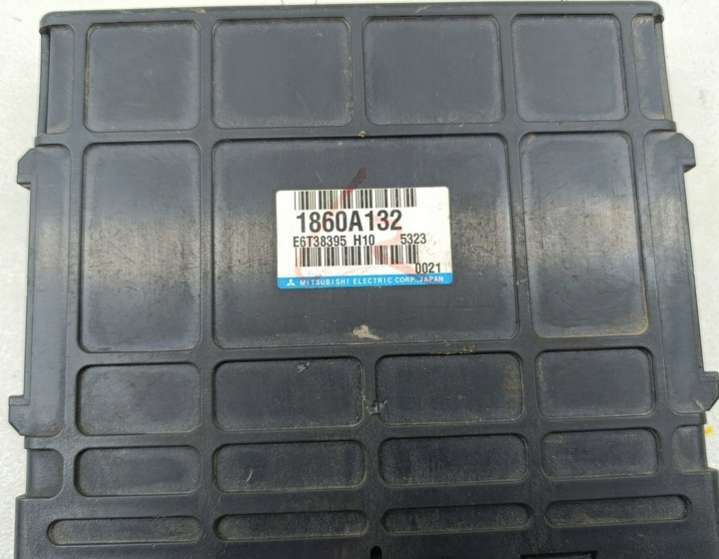 1860A132
E6T38395 H10 5323
0021
MITSUBISHI ELECTRIC CORP. JAPAN